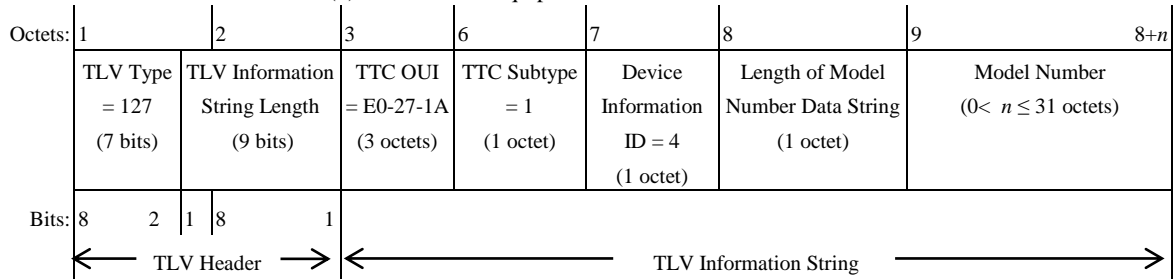 Octets: 1 2 3 6 7 8 9 8+n
TLV Type TLV Information TTC OUI TTC Subtype Device Length of Model Model Number
= 127 String Length = E0-27-1A = 1 Information Number Data String (0< n ≤ 31 octets)
(7 bits) (9 bits) (3 octets) (1 octet) ID = 4 (1 octet)
(1 octet)
Bits: 8 2 1 8 1
TLV Header TLV Information String